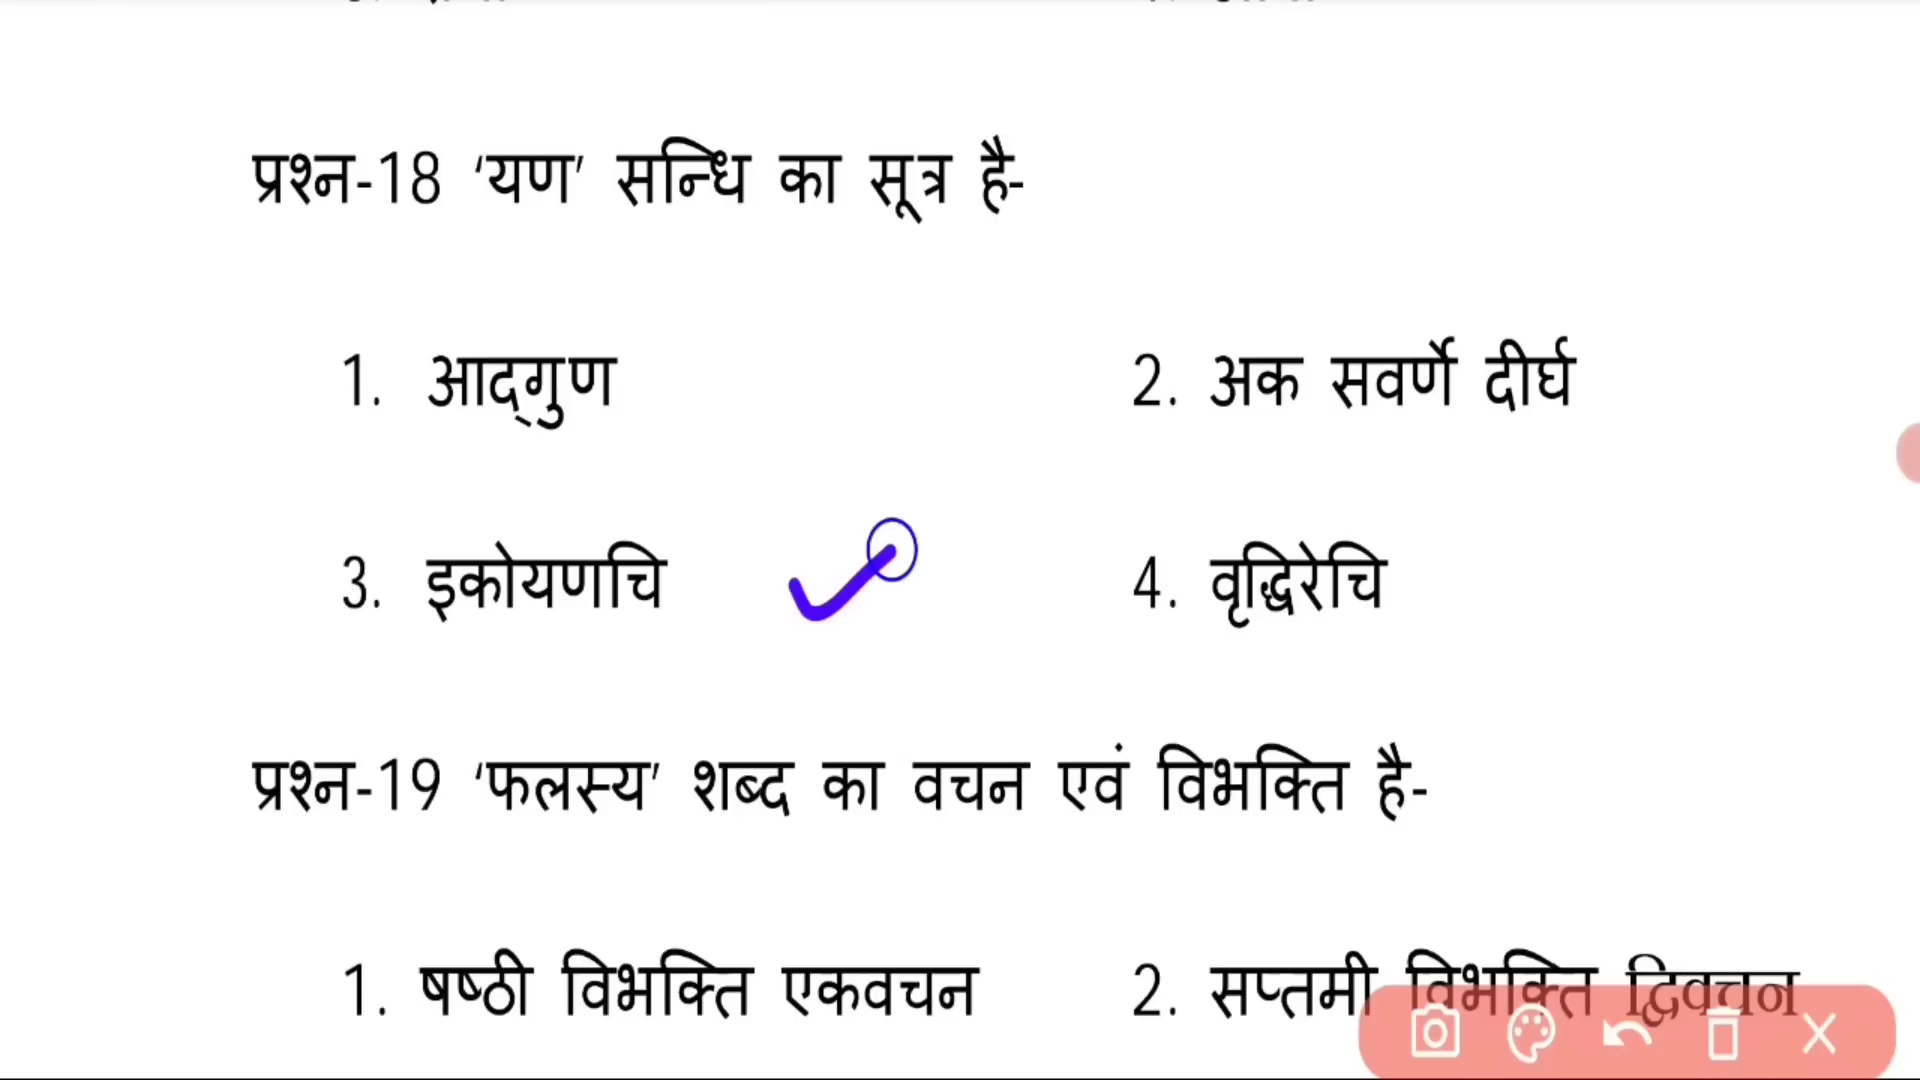 प्रश्न-18 ‘यण’ सन्धि का सूत्र है-
1. आद्गुण 2. अक सवर्णे दीर्घ
3. इकोयणचि 4. वृद्धिरेचि
प्रश्न-19 ‘फलस्य’ शब्द का वचन एवं विभक्ति है-
1. षष्ठी विभक्ति एकवचन 2. सप्तमी विभक्ति द्विवचन